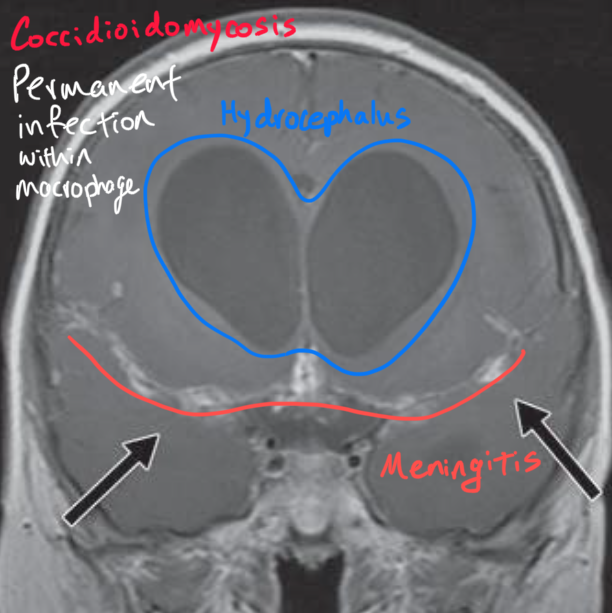 Coccidioidomycosis
Permanent
infection
within
macrophage
Hydrocephalus
Meningitis